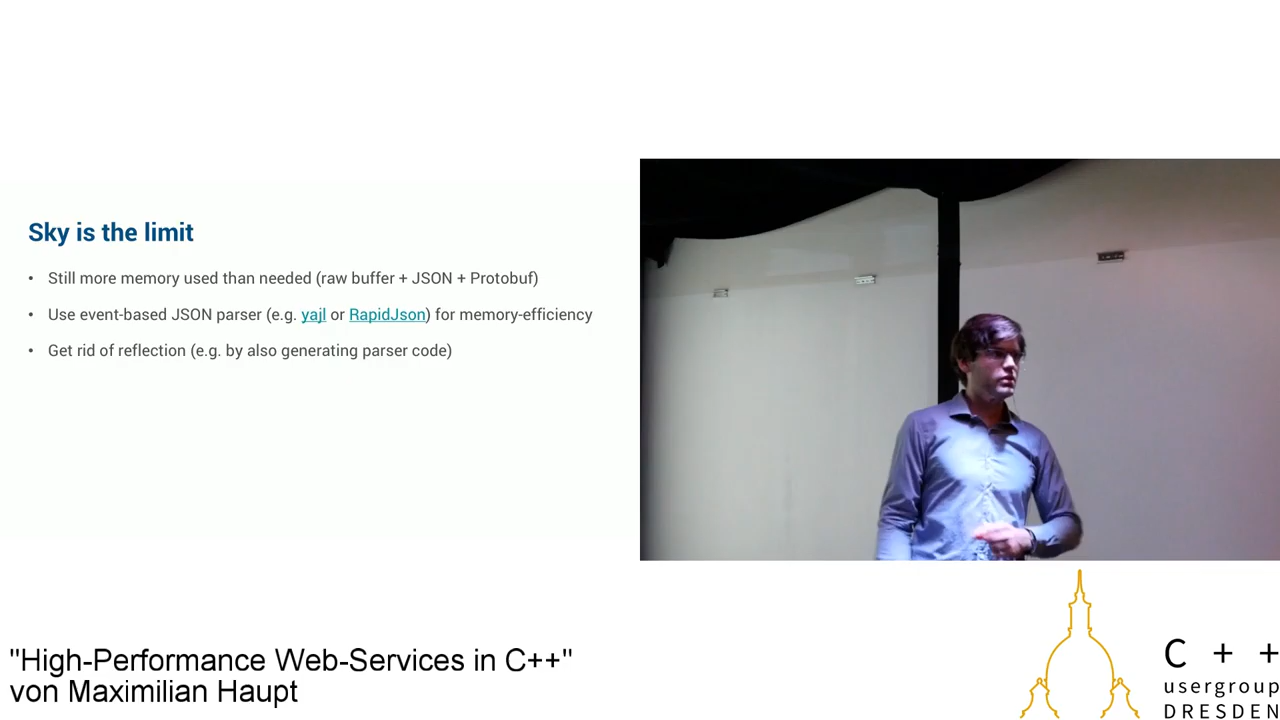 Sky is the limit
• Still more memory used than needed (raw buffer + JSON + Protobuf)
• Use event-based JSON parser (e.g. yajl or RapidJson) for memory-efficiency
• Get rid of reflection (e.g. by also generating parser code)
"High-Performance Web-Services in C++"
von Maximilian Haupt
C + +
usergroup
DRESDEN